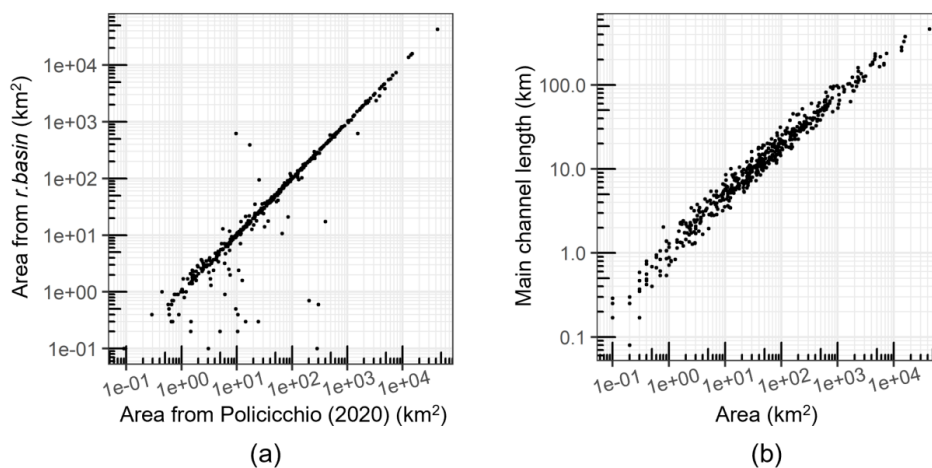 1e+04
1e+03
1e+02
1e+01
1e+00
1e-01
Area from r.basin (km²)
1e-01 1e+00 1e+01 1e+02 1e+03 1e+04
Area from Policicchio (2020) (km²)
(a)
100.0
10.0
1.0
0.1
Main channel length (km)
1e-01 1e+00 1e+01 1e+02 1e+03 1e+04
Area (km²)
(b)